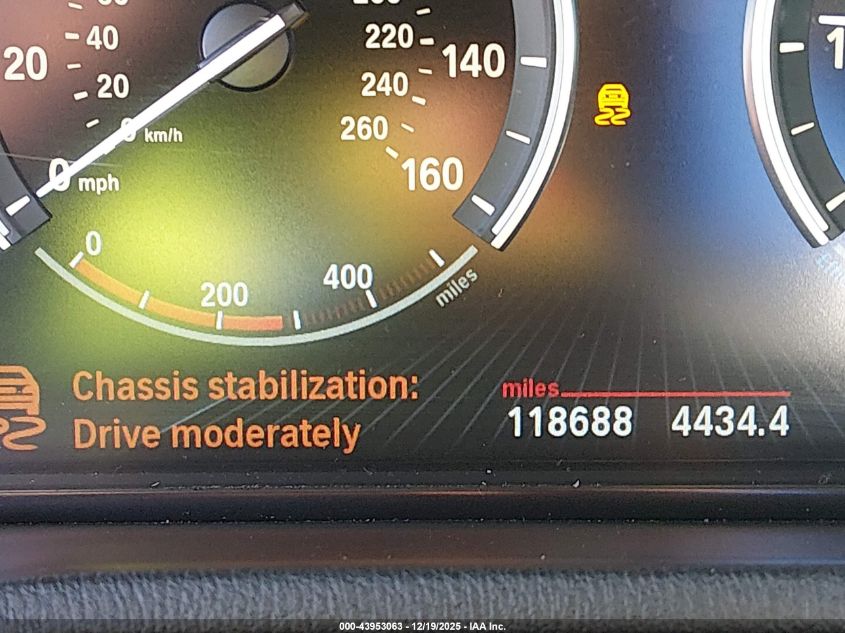 40
20
20
0 km/h
0 mph
220
140
240
260
160
0
200
400
miles
Chassis stabilization:
Drive moderately
miles
118688 4434.4
000-43953063 - 12/19/2025 - IAA Inc.